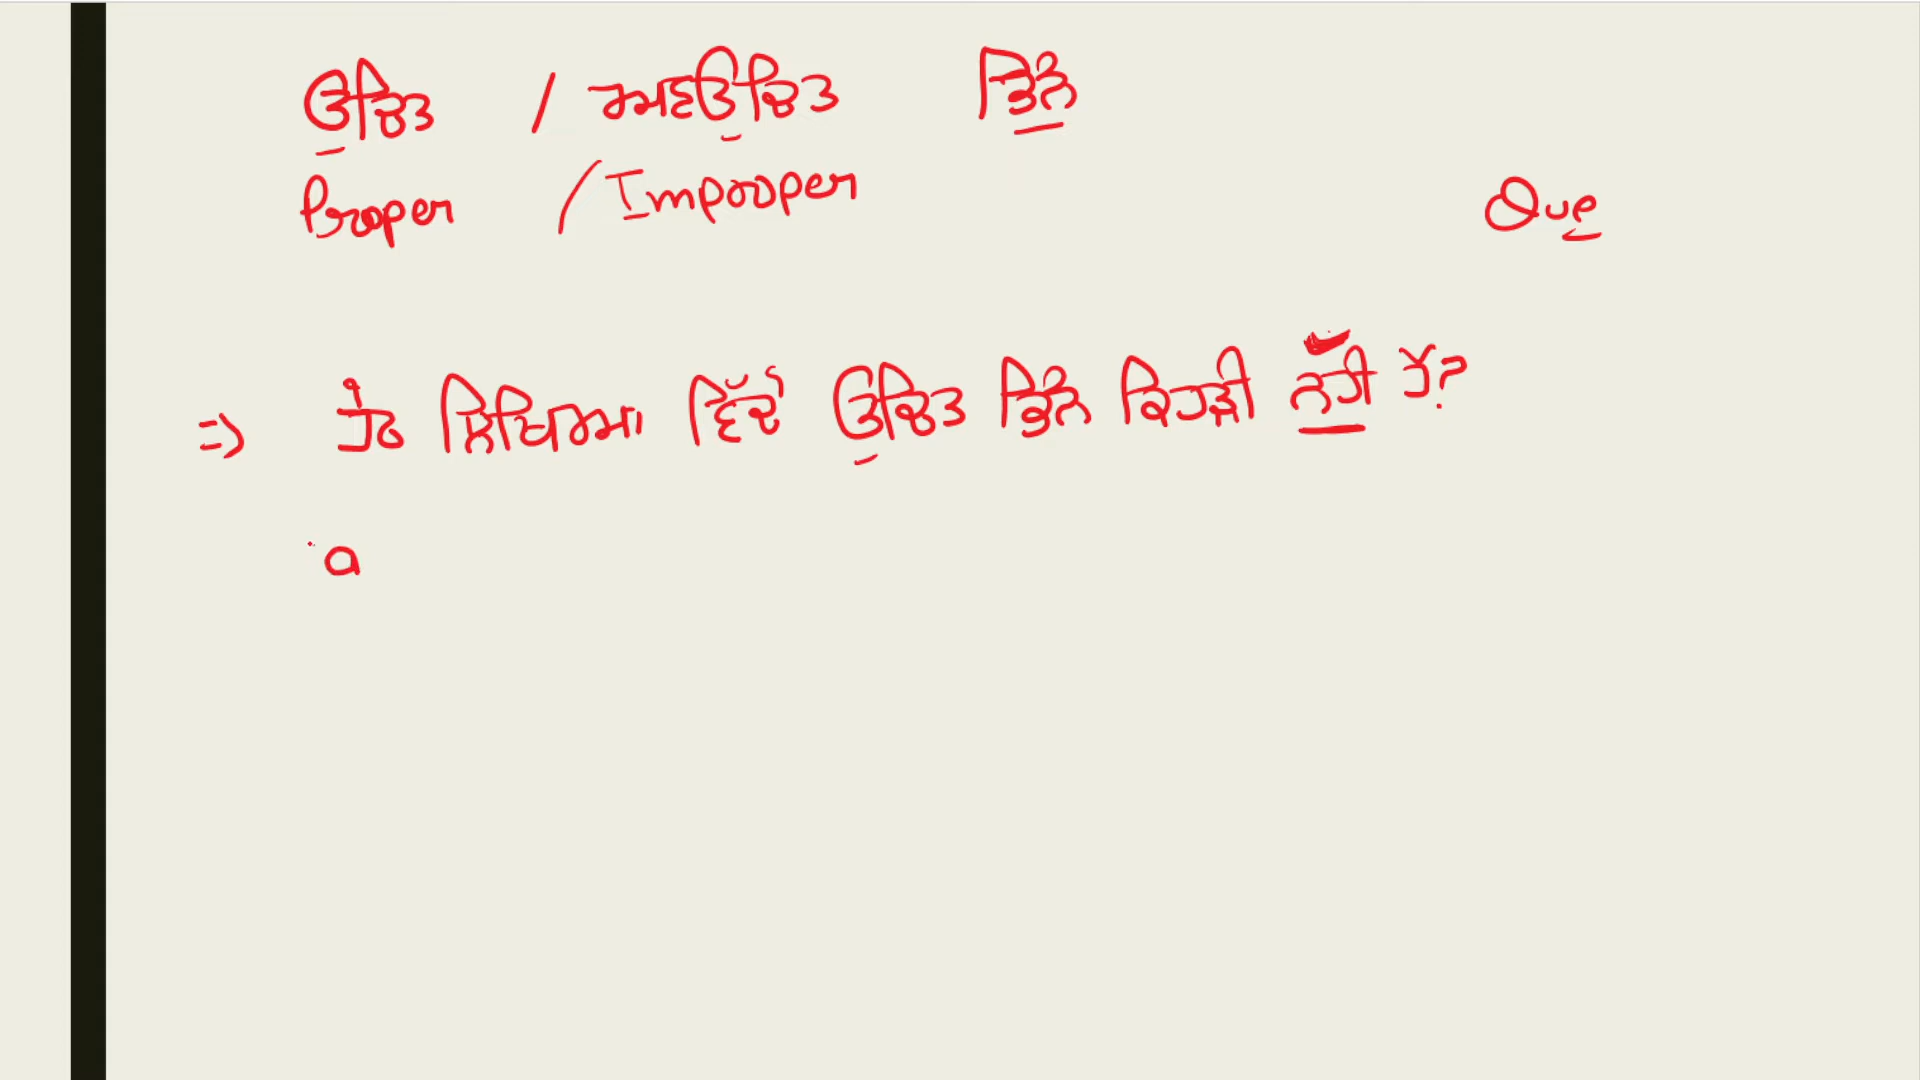 ਉਚਿਤ / ਅਣਉਚਿਤ ਭਿੰਨ
Proper / Improper
Que
=> ਹੇਠ ਲਿਖਿਆ ਵਿੱਚੋਂ ਉਚਿਤ ਭਿੰਨ ਕਿਹੜੀ ਨਹੀ ਹੈ?
a